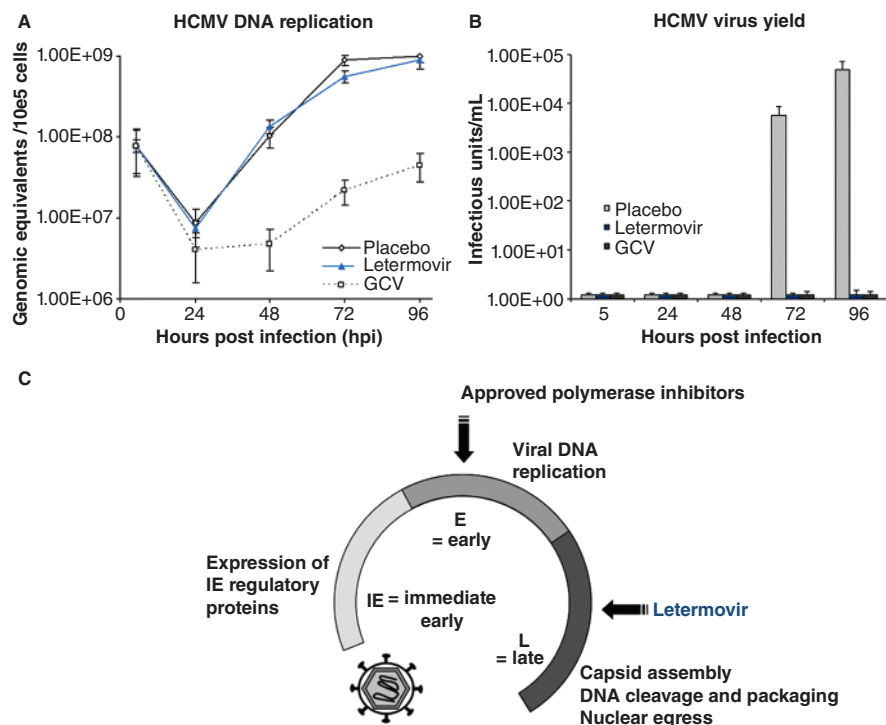 A
HCMV DNA replication
Genomic equivalents /10e5 cells
1.00E+09
1.00E+08
1.00E+07
1.00E+06
Placebo
Letermovir
GCV
0 24 48 72 96
Hours post infection (hpi)
B
HCMV virus yield
Infectious units/mL
1.00E+05
1.00E+04
1.00E+03
1.00E+02
1.00E+01
1.00E+00
Placebo
Letermovir
GCV
5 24 48 72 96
Hours post infection
C
Approved polymerase inhibitors
Viral DNA
replication
E
= early
Expression of
IE regulatory
proteins
IE = immediate
early
Letermovir
L
= late
Capsid assembly
DNA cleavage and packaging
Nuclear egress